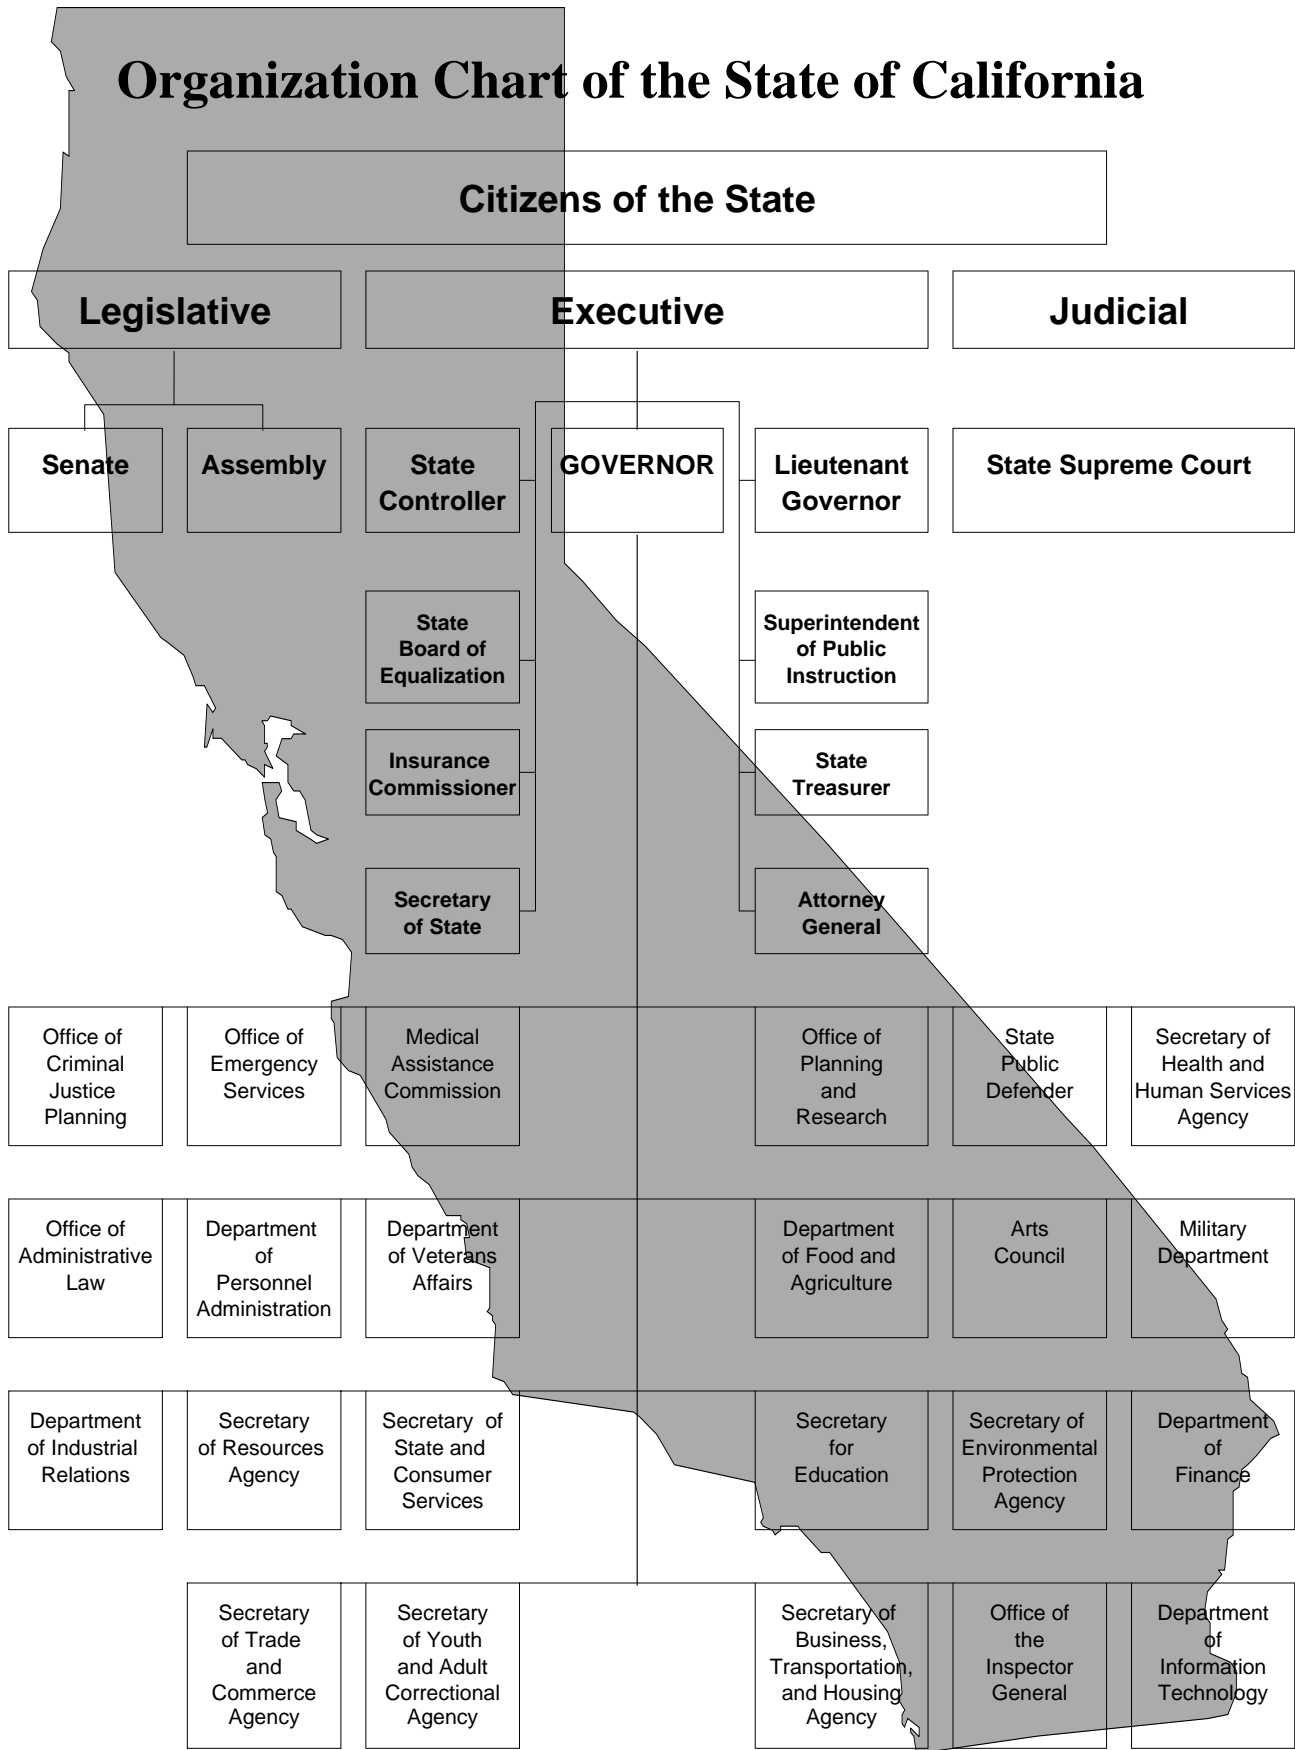 Organization Chart of the State of California
Citizens of the State
Legislative
Executive
Judicial
Senate
Assembly
State
Controller
GOVERNOR
Lieutenant
Governor
State Supreme Court
State
Board of
Equalization
Superintendent
of Public
Instruction
Insurance
Commissioner
State
Treasurer
Secretary
of State
Attorney
General
Office of
Criminal
Justice
Planning
Office of
Emergency
Services
Medical
Assistance
Commission
Office of
Planning
and
Research
State
Public
Defender
Secretary of
Health and
Human Services
Agency
Office of
Administrative
Law
Department
of
Personnel
Administration
Department
of Veterans
Affairs
Department
of Food and
Agriculture
Arts
Council
Military
Department
Department
of Industrial
Relations
Secretary
of Resources
Agency
Secretary of
State and
Consumer
Services
Secretary
for
Education
Secretary of
Environmental
Protection
Agency
Department
of
Finance
Secretary
of Trade
and
Commerce
Agency
Secretary
of Youth
and Adult
Correctional
Agency
Secretary of
Business,
Transportation,
and Housing
Agency
Office of
the
Inspector
General
Department
of
Information
Technology